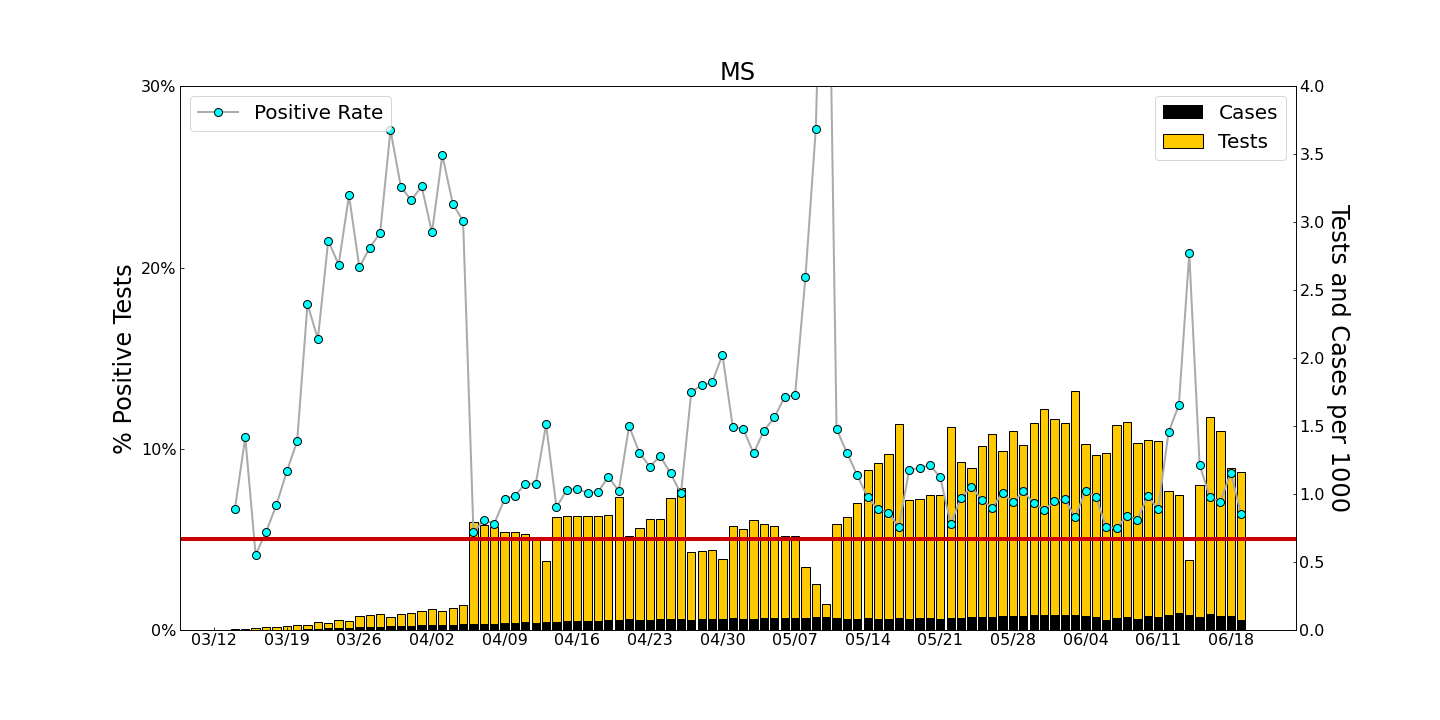 MS
Positive Rate
Cases
Tests
% Positive Tests
30%
20%
10%
0%
4.0
3.5
3.0
2.5
2.0
1.5
1.0
0.5
0.0
Tests and Cases per 1000
03/12 03/19 03/26 04/02 04/09 04/16 04/23 04/30 05/07 05/14 05/21 05/28 06/04 06/11 06/18